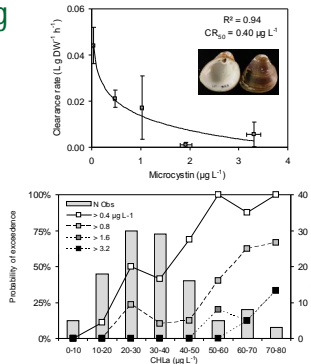 g
0.06
0.04
0.02
0.00
Clearance rate (L g DW⁻¹ h⁻¹)
R² = 0.94
CR₅₀ = 0.40 µg L⁻¹
0 1 2 3 4
Microcystin (µg L⁻¹)
100%
75%
50%
25%
0%
Probability of exceedence
N Obs
> 0.4 µg L-1
> 0.8
> 1.6
> 3.2
40
30
20
10
0
0-10 10-20 20-30 30-40 40-50 50-60 60-70 70-80
CHLa (µg L⁻¹)